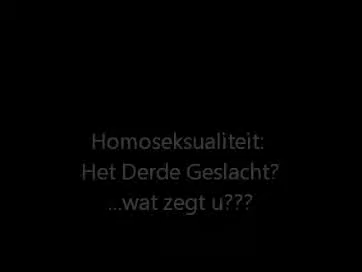 Homoseksualiteit:
Het Derde Geslacht?
...wat zegt u???